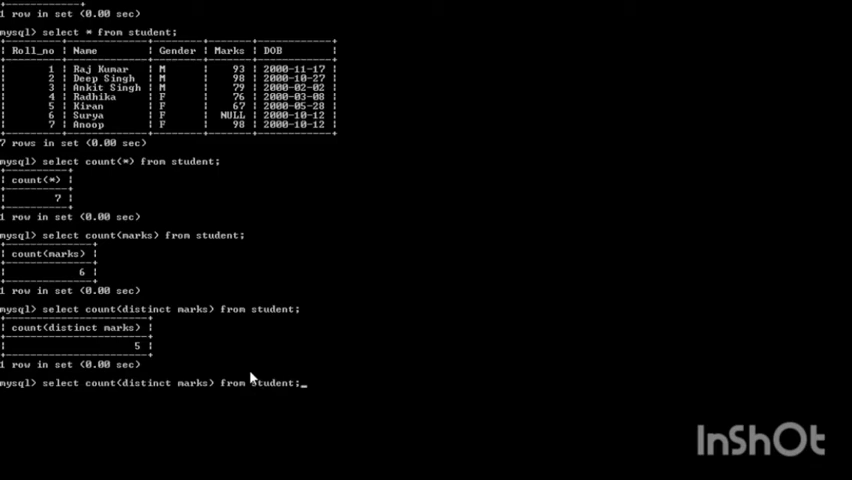 1 row in set (0.00 sec)
mysql> select * from student;
| Roll_no | Name | Gender | Marks | DOB |
| 1 | Raj Kumar | M | 93 | 2000-11-17 |
| 2 | Deep Singh | M | 98 | 2000-10-27 |
| 3 | Ankit Singh | M | 79 | 2000-02-02 |
| 4 | Radhika | F | 76 | 2000-03-08 |
| 5 | Kiran | F | 67 | 2000-05-28 |
| 6 | Surya | F | NULL | 2000-10-12 |
| 7 | Anoop | F | 98 | 2000-10-12 |
7 rows in set (0.00 sec)
mysql> select count(*) from student;
| count(*) |
| 7 |
1 row in set (0.00 sec)
mysql> select count(marks) from student;
| count(marks) |
| 6 |
1 row in set (0.00 sec)
mysql> select count(distinct marks) from student;
| count(distinct marks) |
| 5 |
1 row in set (0.00 sec)
mysql> select count(distinct marks) from student;_
InShOt